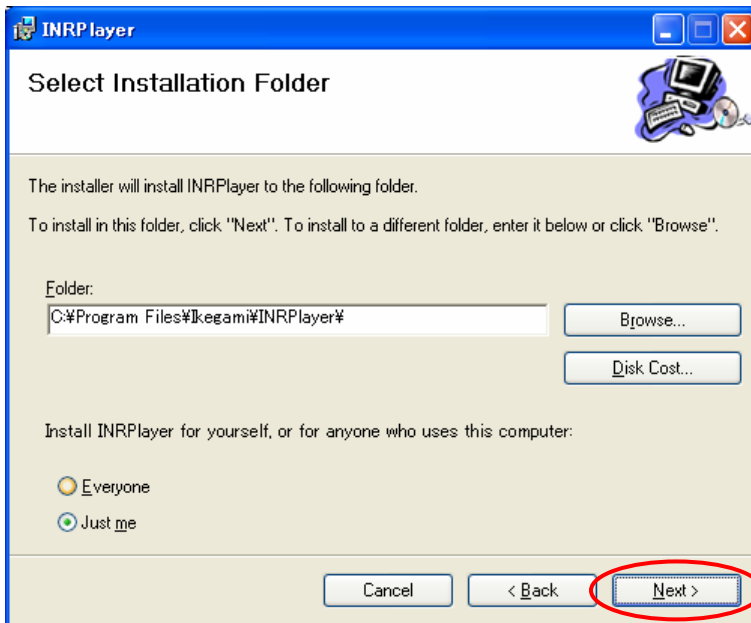 INRPlayer
Select Installation Folder
The installer will install INRPlayer to the following folder.
To install in this folder, click "Next". To install to a different folder, enter it below or click "Browse".
Folder:
C:¥Program Files¥Ikegami¥INRPlayer¥
Browse...
Disk Cost...
Install INRPlayer for yourself, or for anyone who uses this computer:
Everyone
Just me
Cancel
< Back
Next >